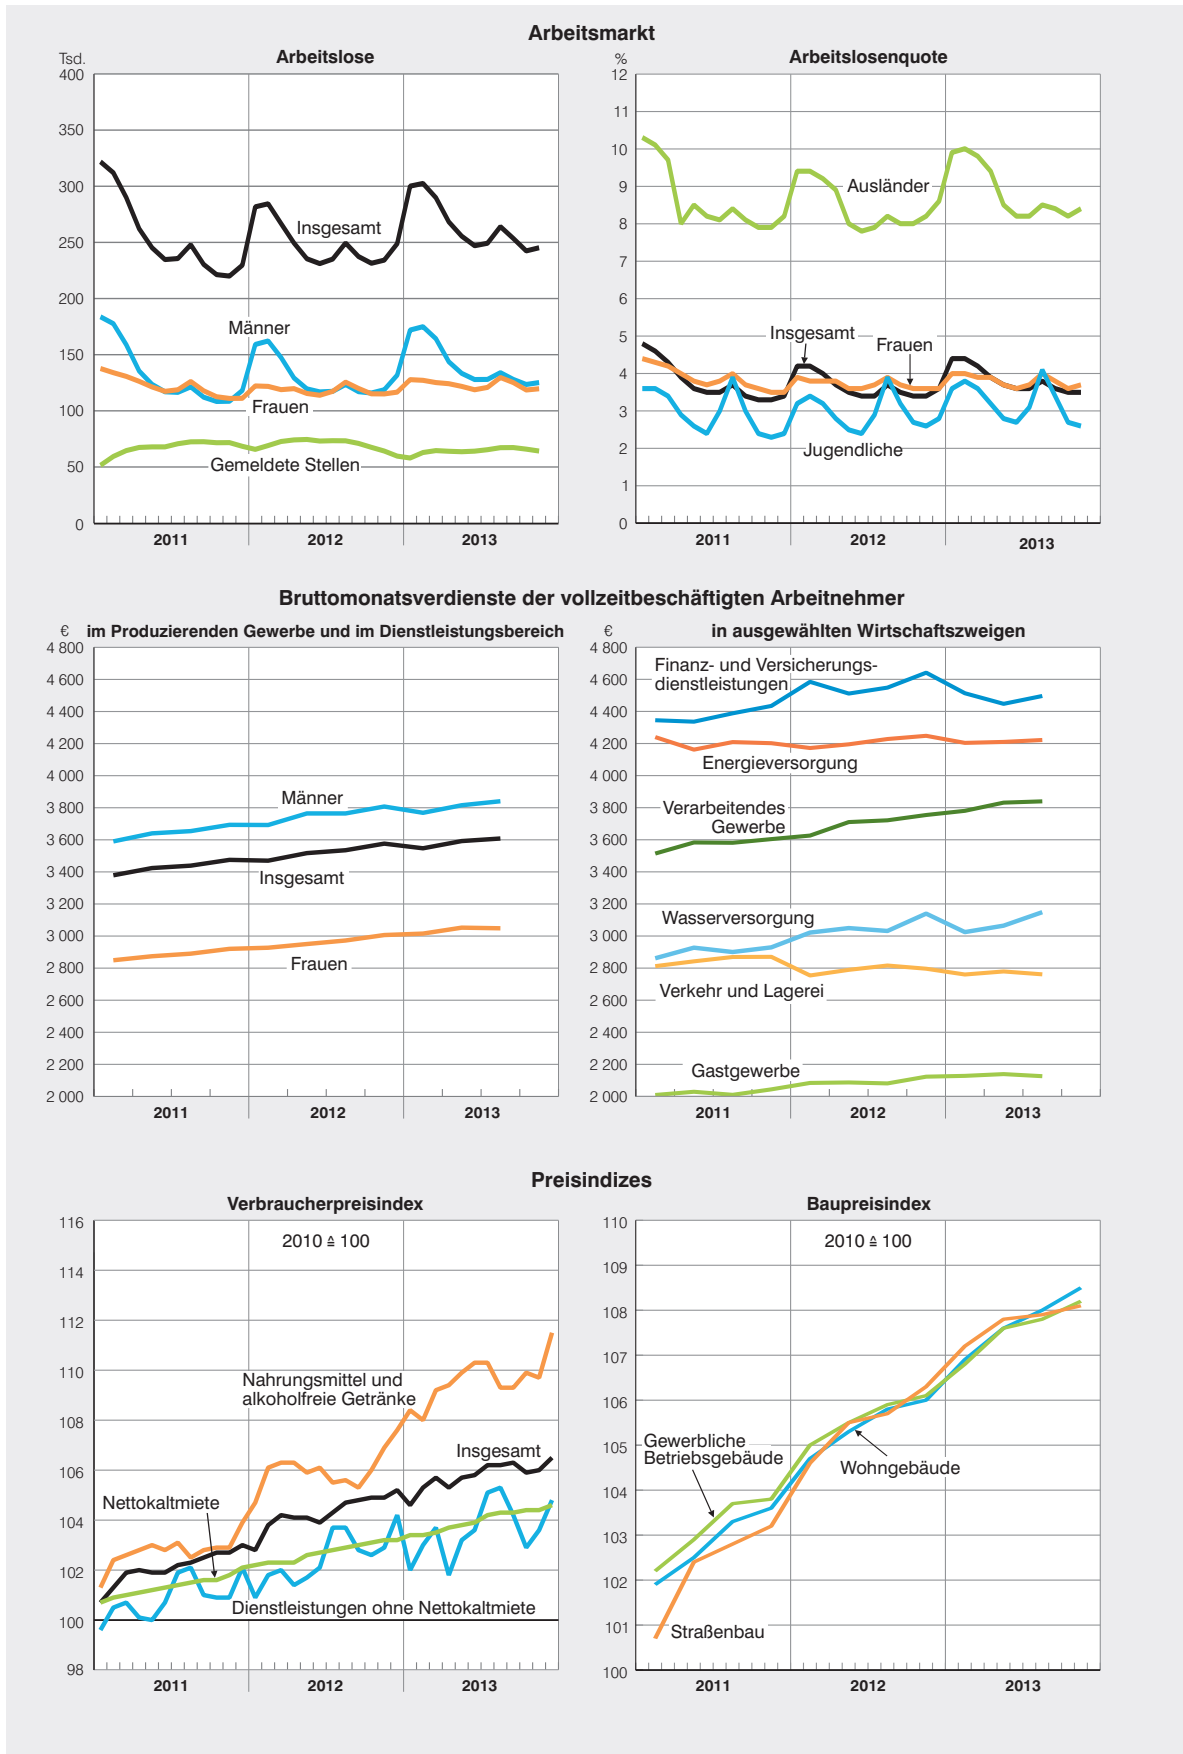 Arbeitsmarkt
Arbeitslose
Tsd.
400
350
300
250
200
150
100
50
0
Insgesamt
Männer
Frauen
Gemeldete Stellen
2011
2012
2013
Arbeitslosenquote
%
12
11
10
9
8
7
6
5
4
3
2
1
0
Ausländer
Insgesamt
Frauen
Jugendliche
2011
2012
2013
Bruttomonatsverdienste der vollzeitbeschäftigten Arbeitnehmer
€
im Produzierenden Gewerbe und im Dienstleistungsbereich
4 800
4 600
4 400
4 200
4 000
3 800
3 600
3 400
3 200
3 000
2 800
2 600
2 400
2 200
2 000
Männer
Insgesamt
Frauen
2011
2012
2013
€
in ausgewählten Wirtschaftszweigen
4 800
4 600
4 400
4 200
4 000
3 800
3 600
3 400
3 200
3 000
2 800
2 600
2 400
2 200
2 000
Finanz- und Versicherungs-
dienstleistungen
Energieversorgung
Verarbeitendes
Gewerbe
Wasserversorgung
Verkehr und Lagerei
Gastgewerbe
2011
2012
2013
Preisindizes
Verbraucherpreisindex
116
114
112
110
108
106
104
102
100
98
2010 ≙ 100
Nahrungsmittel und
alkoholfreie Getränke
Insgesamt
Nettokaltmiete
Dienstleistungen ohne Nettokaltmiete
2011
2012
2013
Baupreisindex
110
109
108
107
106
105
104
103
102
101
100
2010 ≙ 100
Gewerbliche
Betriebsgebäude
Wohngebäude
Straßenbau
2011
2012
2013